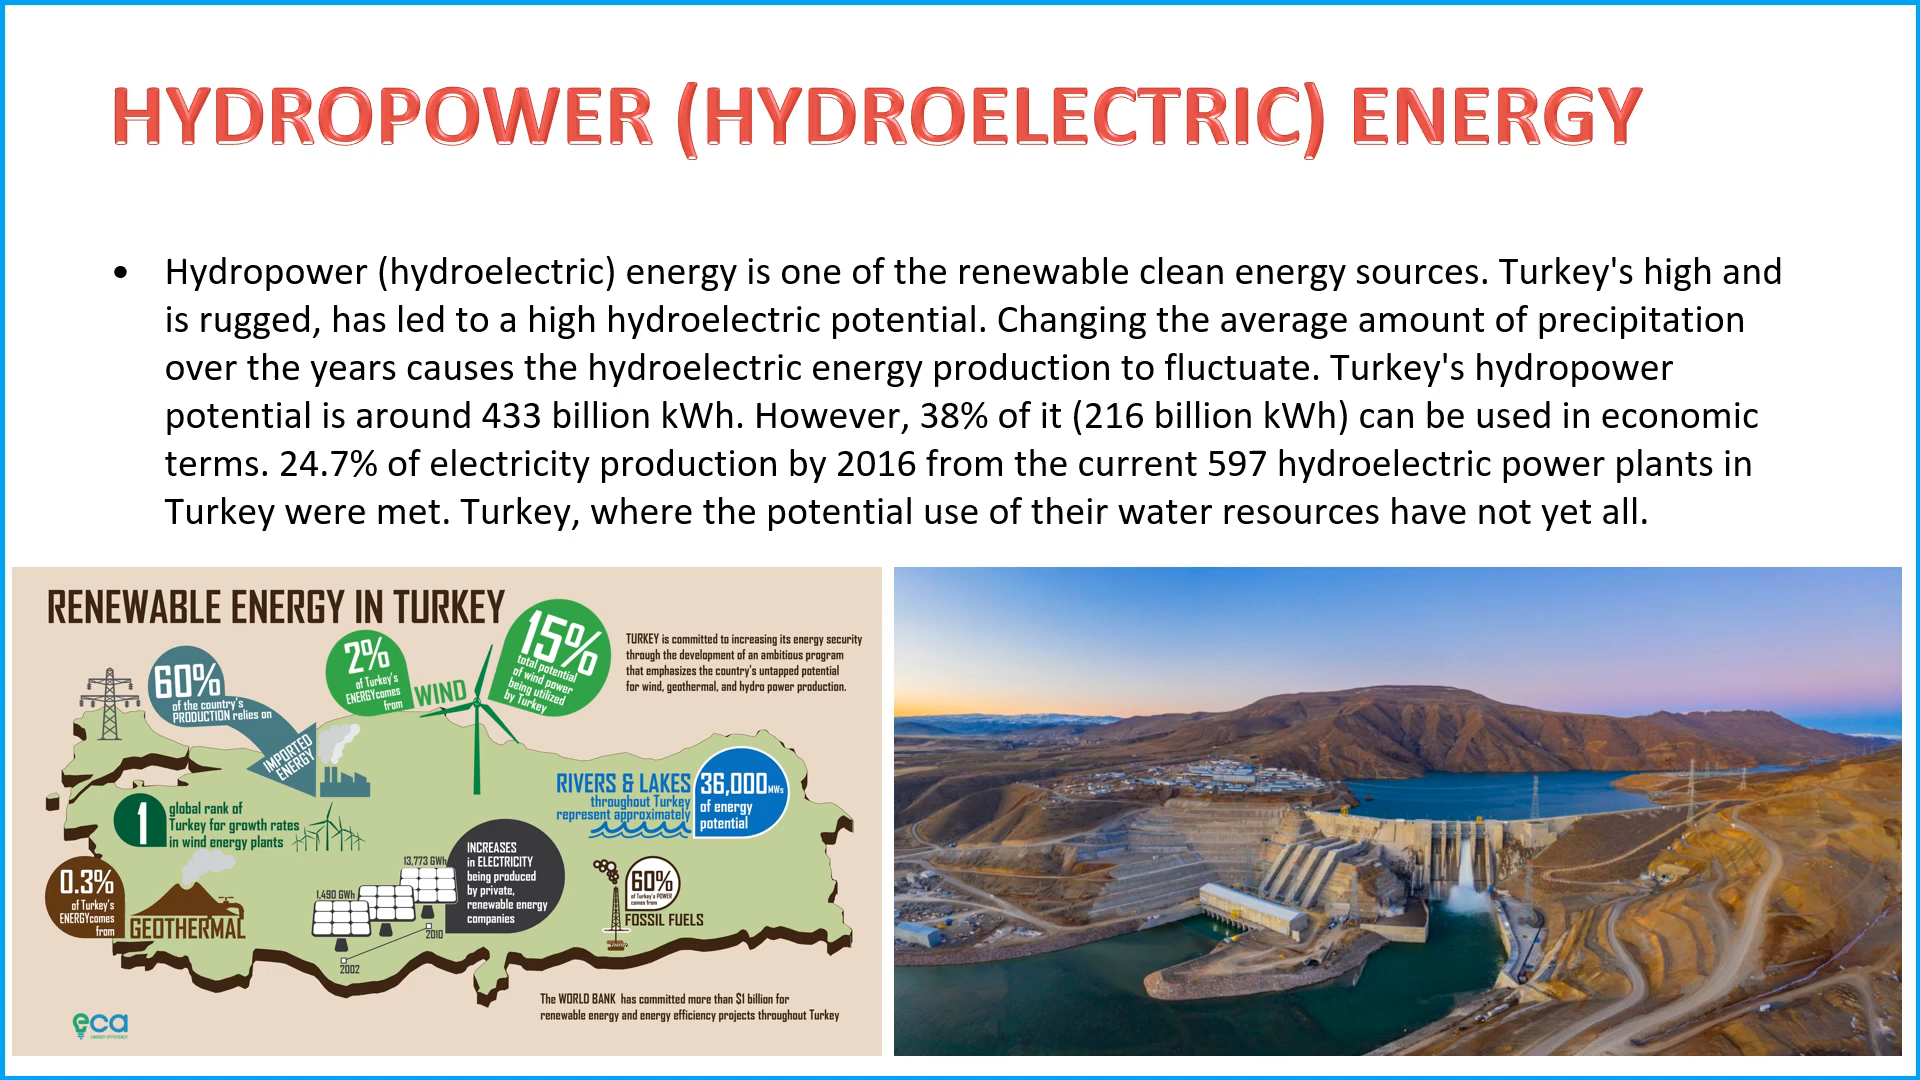 HYDROPOWER (HYDROELECTRIC) ENERGY
• Hydropower (hydroelectric) energy is one of the renewable clean energy sources. Turkey's high and
is rugged, has led to a high hydroelectric potential. Changing the average amount of precipitation
over the years causes the hydroelectric energy production to fluctuate. Turkey's hydropower
potential is around 433 billion kWh. However, 38% of it (216 billion kWh) can be used in economic
terms. 24.7% of electricity production by 2016 from the current 597 hydroelectric power plants in
Turkey were met. Turkey, where the potential use of their water resources have not yet all.
RENEWABLE ENERGY IN TURKEY
60%
of the country's
PRODUCTION relies on
IMPORTED
ENERGY
2%
of Turkey's
ENERGYcomes
from
WIND
15%
total potential
of wind power
being utilized
by Turkey
TURKEY is committed to increasing its energy security
through the development of an ambitious program
that emphasizes the country's untapped potential
for wind, geothermal, and hydro power production.
1
global rank of
Turkey for growth rates
in wind energy plants
RIVERS & LAKES
throughout Turkey
represent approximately
36,000MWs
of energy
potential
0.3%
of Turkey's
ENERGYcomes
from
GEOTHERMAL
1,490 GWh
13,773 GWh
2002
2010
INCREASES
in ELECTRICITY
being produced
by private,
renewable energy
companies
60%
of Turkey's POWER
comes from
FOSSIL FUELS
The WORLD BANK has committed more than $1 billion for
renewable energy and energy efficiency projects throughout Turkey
eca
ENERGY EFFICIENCY